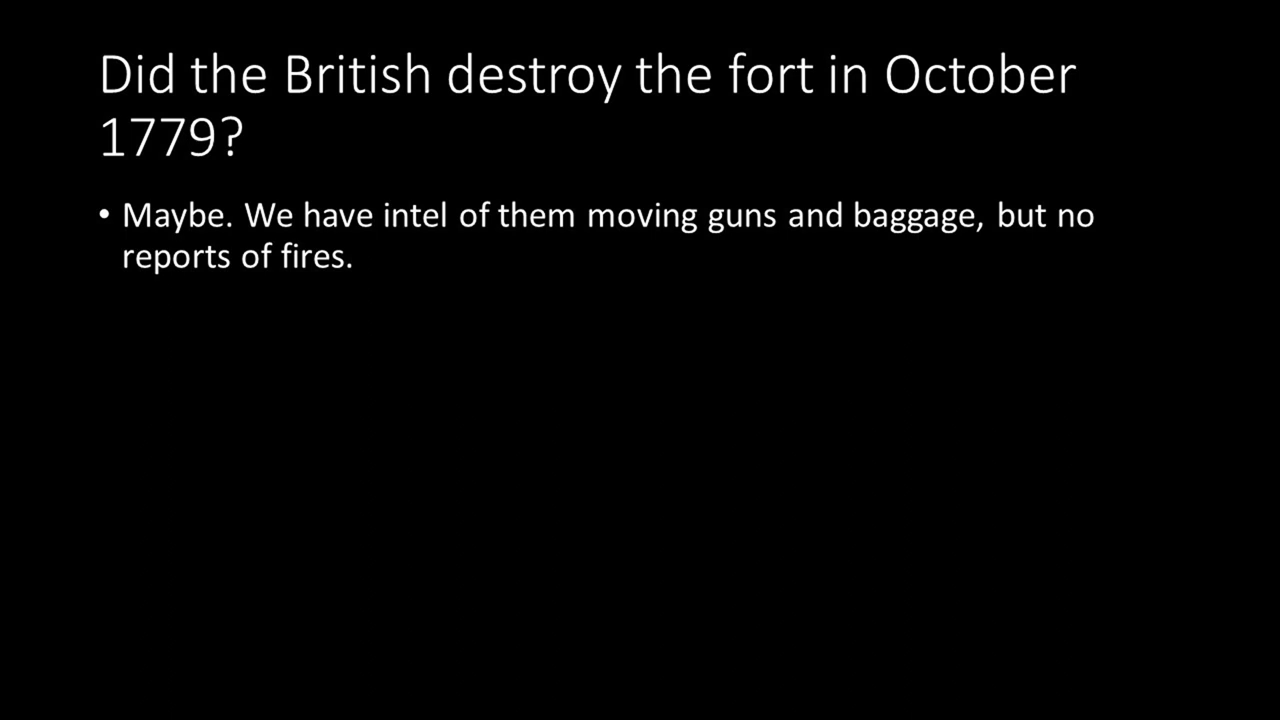 Did the British destroy the fort in October
1779?
• Maybe. We have intel of them moving guns and baggage, but no
reports of fires.